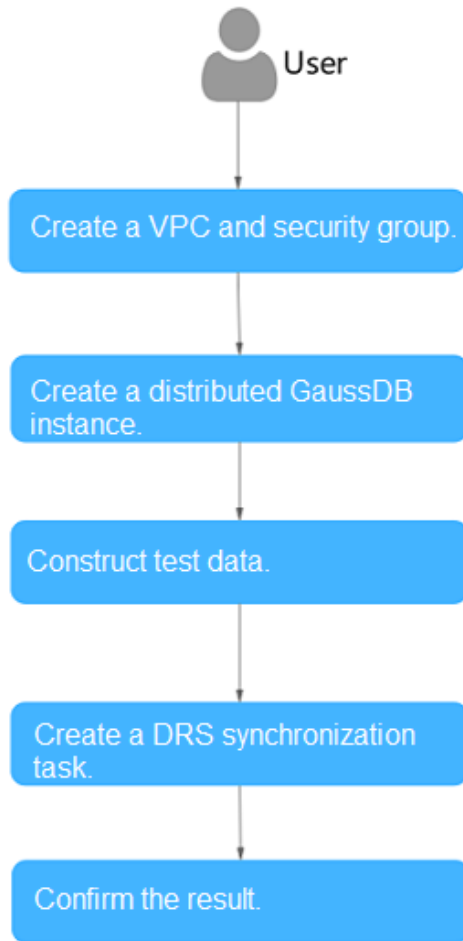 User
Create a VPC and security group.
Create a distributed GaussDB
instance.
Construct test data.
Create a DRS synchronization
task.
Confirm the result.